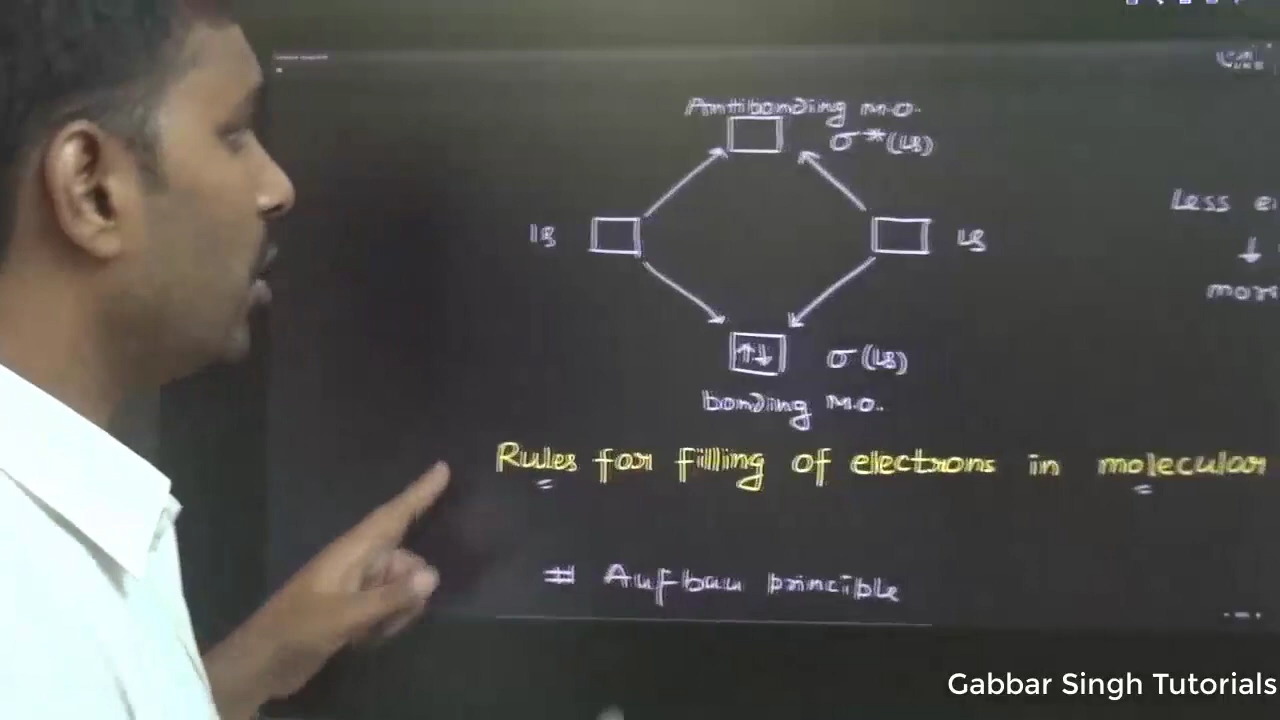 Antibonding M.O.
σ*(1s)
1s
1s
Less
↑↓
σ(1s)
bonding M.O.
Rules for filling of electrons in molecular
# Aufbau principle
Gabbar Singh Tutorials